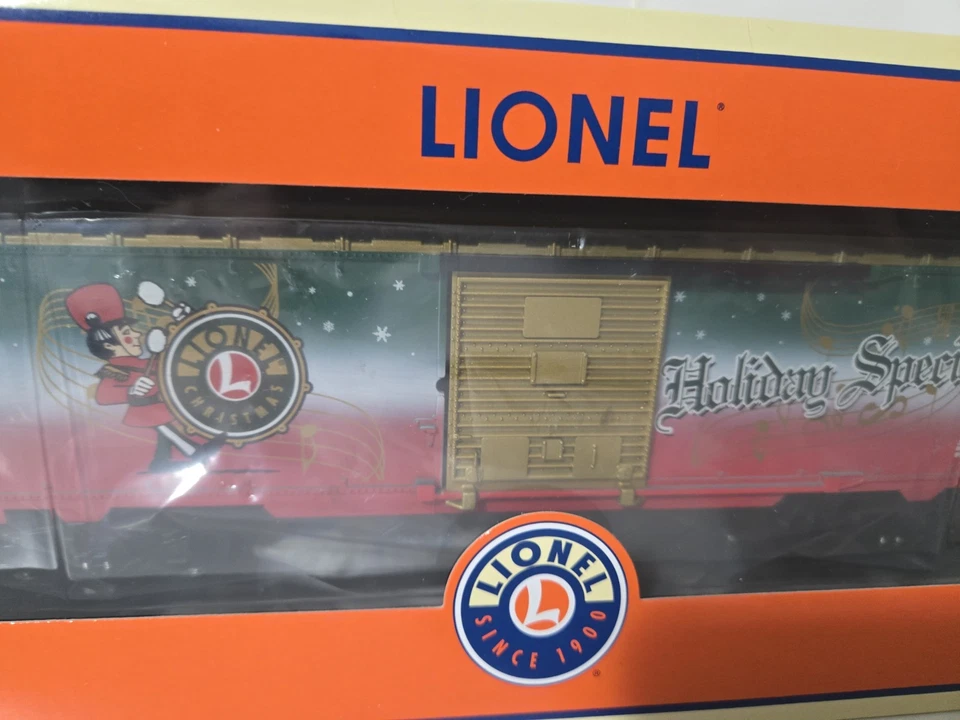 LIONEL®
LIONEL
L
CHRISTMAS
Holiday Speci
LIONEL
L
SINCE 1900
®